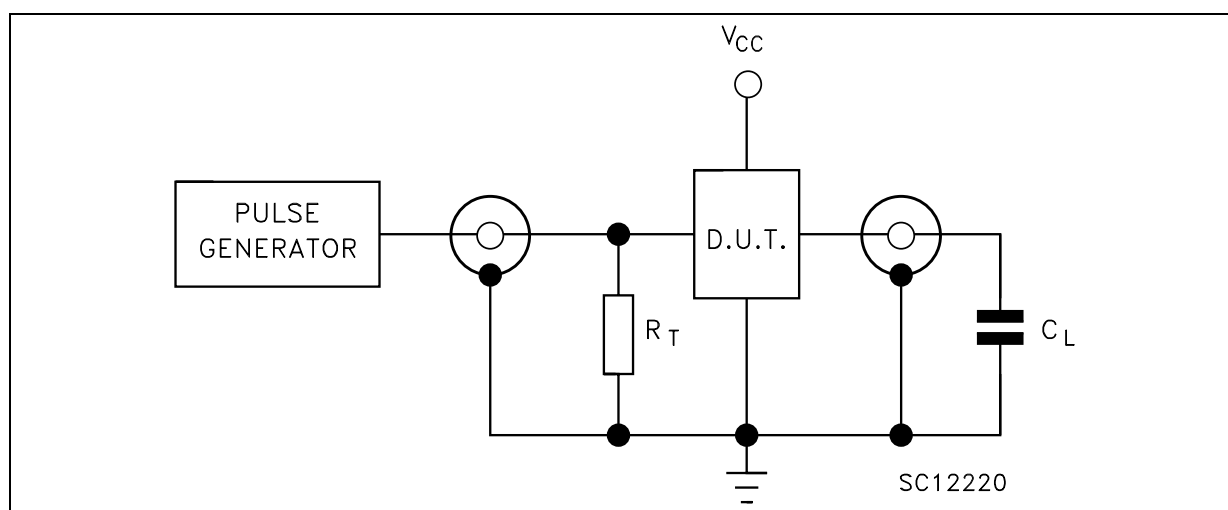 VCC
PULSE
GENERATOR
D.U.T.
RT
CL
SC12220